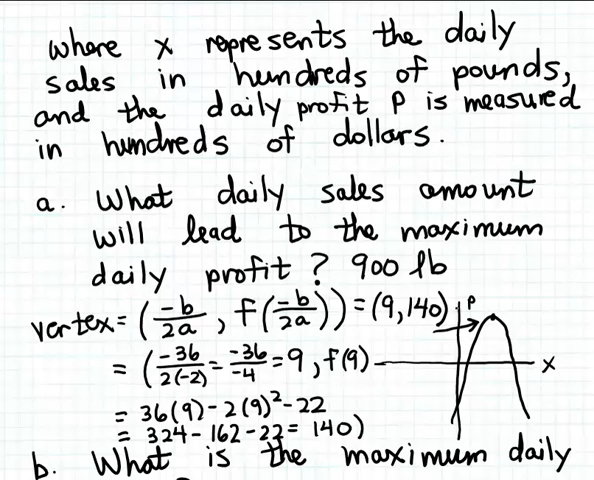 where x represents the daily
sales in hundreds of pounds,
and the daily profit P is measured
in hundreds of dollars.
a. What daily sales amount
will lead to the maximum
daily profit? 900 lb
vertex=(-b/2a, f(-b/2a))=(9,140)
P
=(-36/2(-2)=-36/-4=9, f(9)
x
=36(9)-2(9)²-22
=324-162-22=140)
b. What is the maximum daily